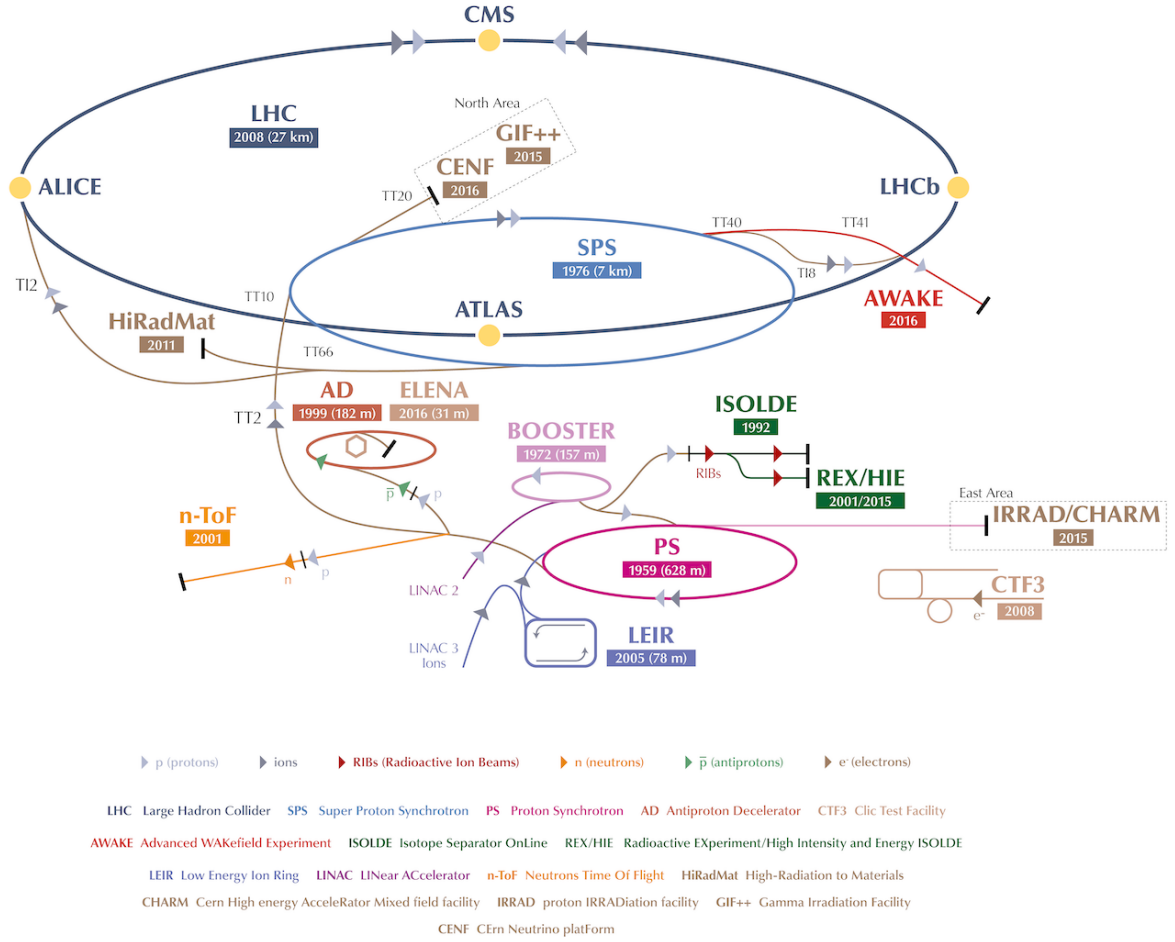 CMS
North Area
LHC
2008 (27 km)
GIF++
2015
CENF
2016
ALICE
LHCb
TT20
TT40
TT41
SPS
1976 (7 km)
TI8
TI2
TT10
AWAKE
2016
ATLAS
HiRadMat
2011
TT66
AD
1999 (182 m)
ELENA
2016 (31 m)
TT2
ISOLDE
1992
BOOSTER
1972 (157 m)
RIBs
REX/HIE
2001/2015
p̅
p
East Area
n-ToF
2001
IRRAD/CHARM
2015
PS
1959 (628 m)
n
p
LINAC 2
CTF3
2008
e-
LEIR
2005 (78 m)
LINAC 3
Ions
p (protons) ions RIBs (Radioactive Ion Beams) n (neutrons) p̅ (antiprotons) e- (electrons)
LHC Large Hadron Collider SPS Super Proton Synchrotron PS Proton Synchrotron AD Antiproton Decelerator CTF3 Clic Test Facility
AWAKE Advanced WAKefield Experiment ISOLDE Isotope Separator OnLine REX/HIE Radioactive EXperiment/High Intensity and Energy ISOLDE
LEIR Low Energy Ion Ring LINAC LINear ACcelerator n-ToF Neutrons Time Of Flight HiRadMat High-Radiation to Materials
CHARM Cern High energy AcceleRator Mixed field facility IRRAD proton IRRADiation facility GIF++ Gamma Irradiation Facility
CENF CErn Neutrino platForm